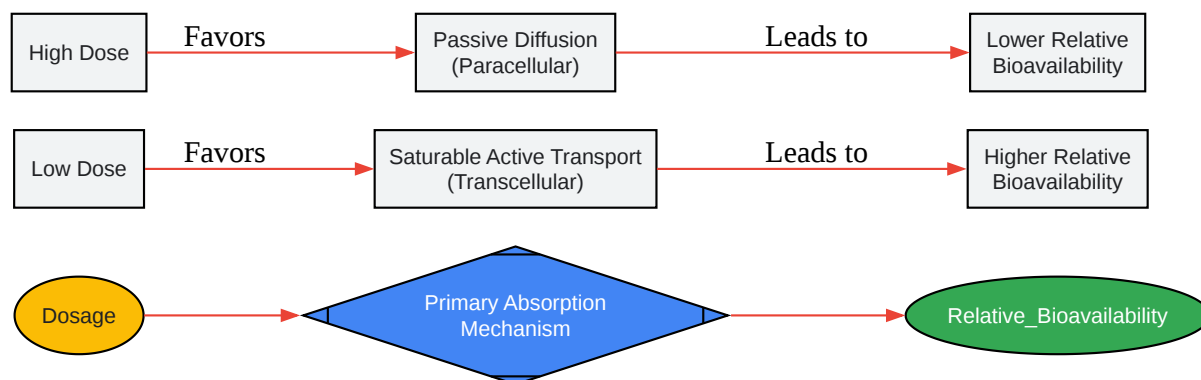 High Dose
Favors
Passive Diffusion
(Paracellular)
Leads to
Lower Relative
Bioavailability
Low Dose
Favors
Saturable Active Transport
(Transcellular)
Leads to
Higher Relative
Bioavailability
Dosage
Primary Absorption
Mechanism
Relative_Bioavailability